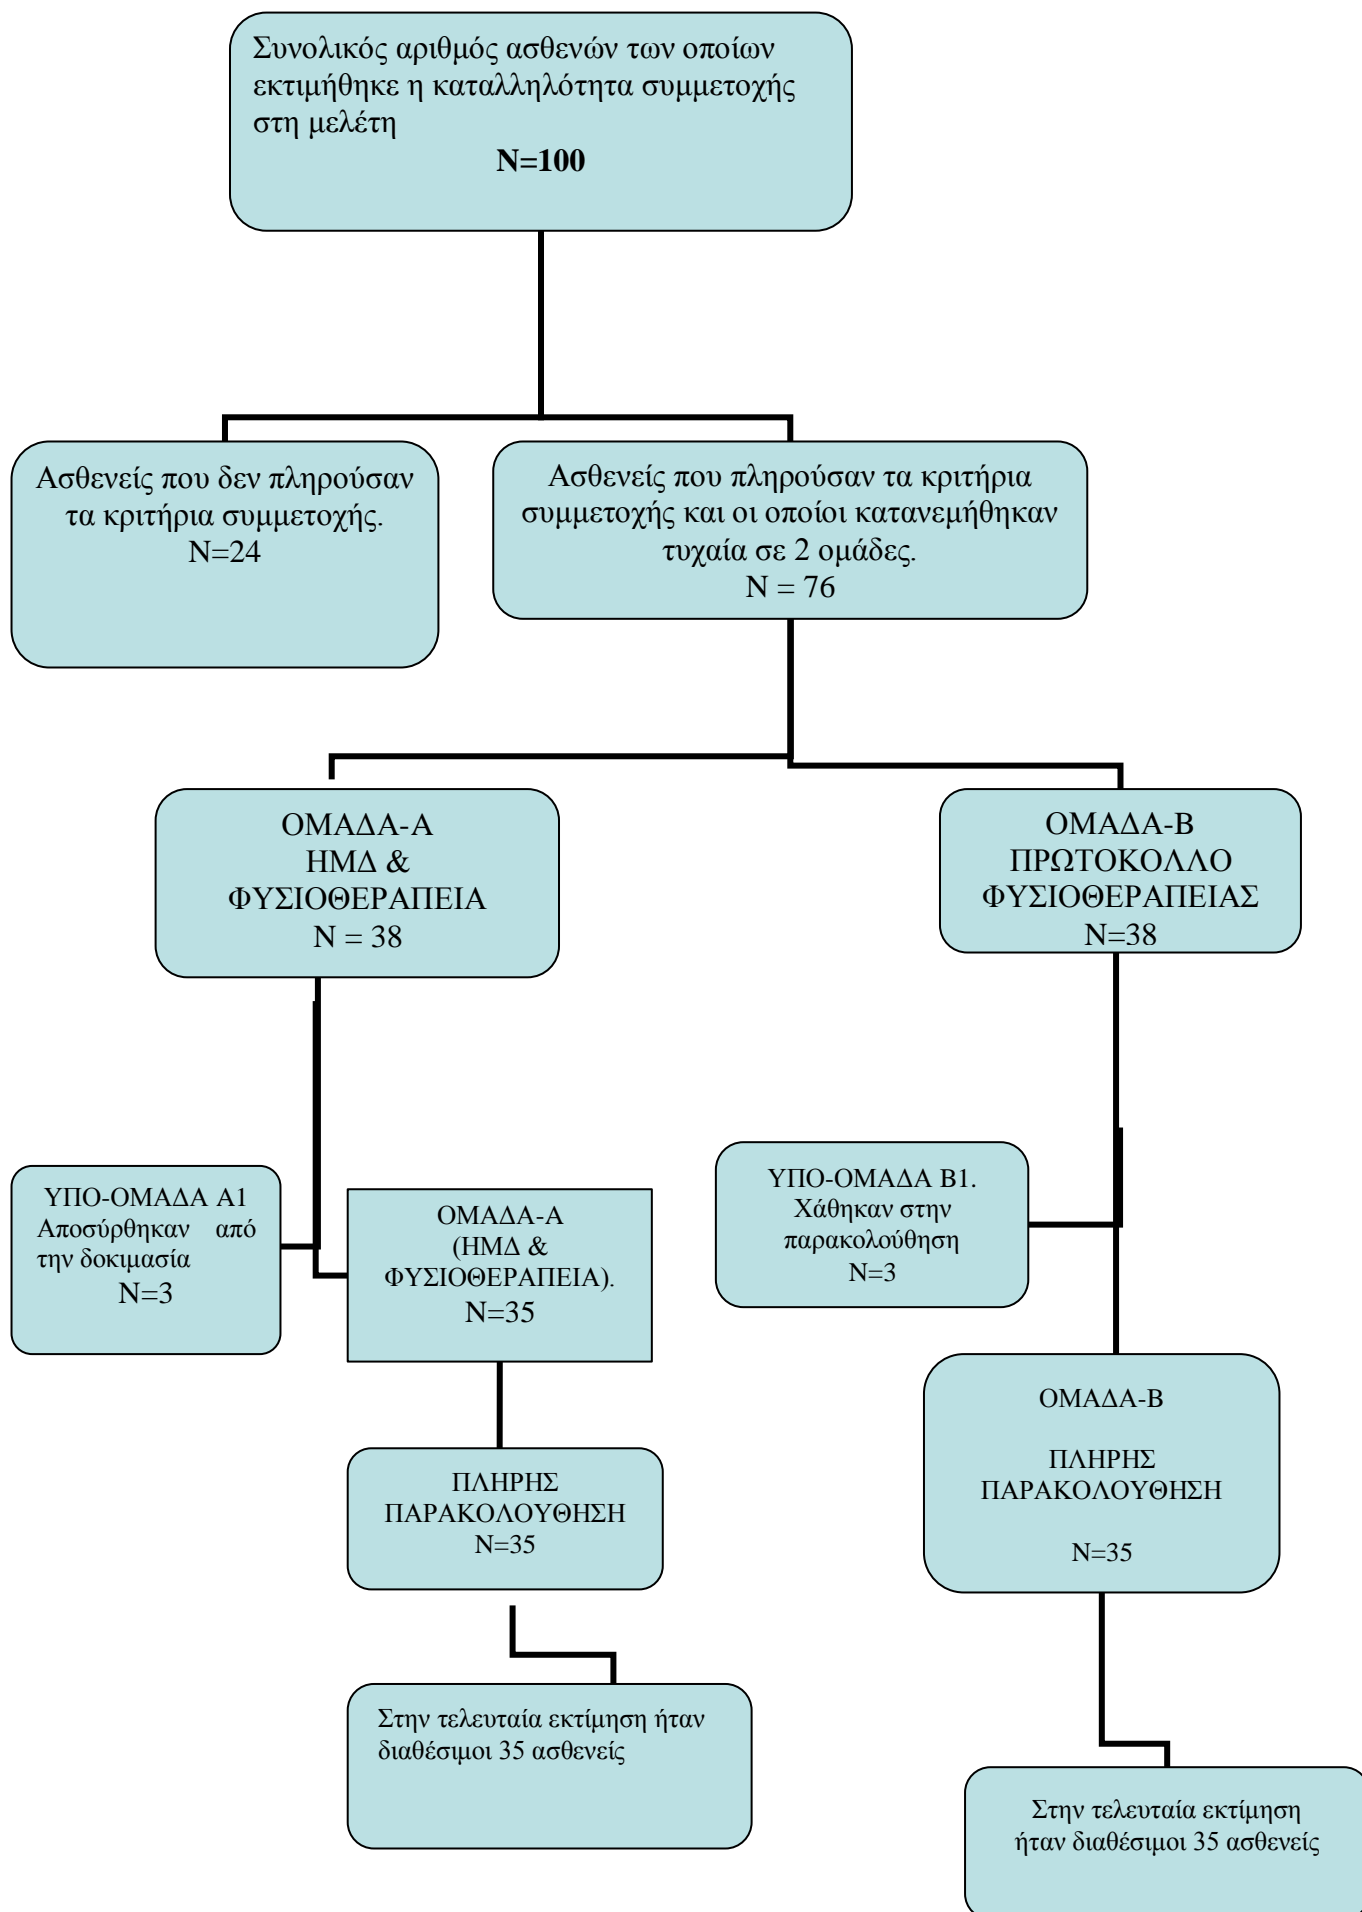 Συνολικός αριθμός ασθενών των οποίων
εκτιμήθηκε η καταλληλότητα συμμετοχής
στη μελέτη
N=100
Ασθενείς που δεν πληρούσαν
τα κριτήρια συμμετοχής.
N=24
Ασθενείς που πληρούσαν τα κριτήρια
συμμετοχής και οι οποίοι κατανεμήθηκαν
τυχαία σε 2 ομάδες.
N = 76
ΟΜΑΔΑ-Α
ΗΜΔ &
ΦΥΣΙΟΘΕΡΑΠΕΙΑ
N = 38
ΟΜΑΔΑ-Β
ΠΡΩΤΟΚΟΛΛΟ
ΦΥΣΙΟΘΕΡΑΠΕΙΑΣ
N=38
ΥΠΟ-ΟΜΑΔΑ Α1
Αποσύρθηκαν από
την δοκιμασία
N=3
ΟΜΑΔΑ-Α
(ΗΜΔ &
ΦΥΣΙΟΘΕΡΑΠΕΙΑ).
N=35
ΥΠΟ-ΟΜΑΔΑ Β1.
Χάθηκαν στην
παρακολούθηση
N=3
ΟΜΑΔΑ-Β
ΠΛΗΡΗΣ
ΠΑΡΑΚΟΛΟΥΘΗΣΗ
N=35
ΠΛΗΡΗΣ
ΠΑΡΑΚΟΛΟΥΘΗΣΗ
N=35
Στην τελευταία εκτίμηση ήταν
διαθέσιμοι 35 ασθενείς
Στην τελευταία εκτίμηση
ήταν διαθέσιμοι 35 ασθενείς